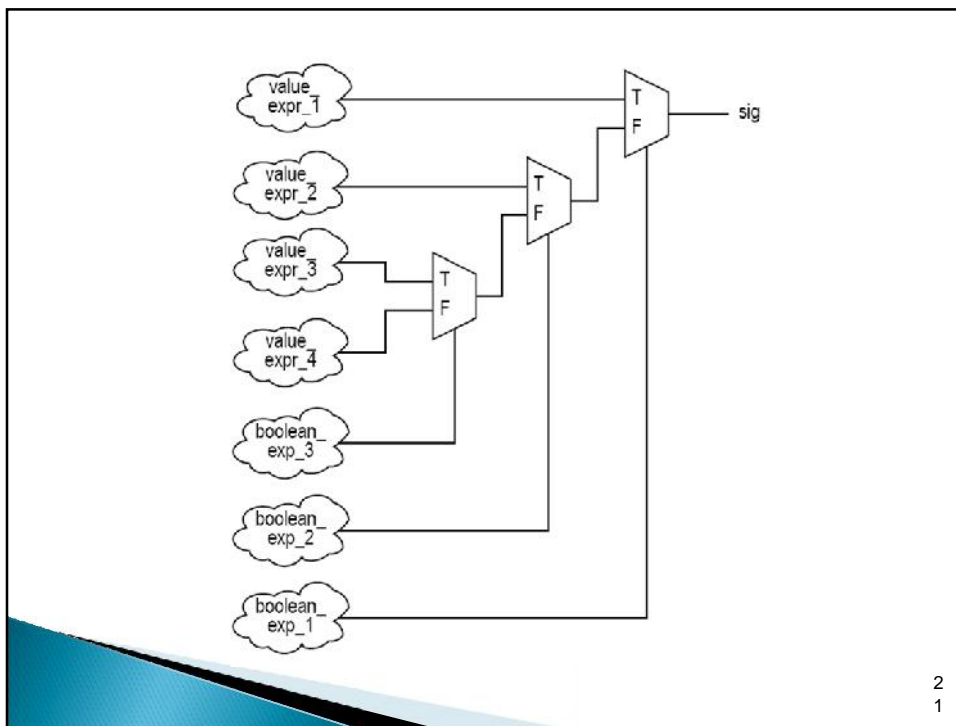 value_
expr_1
T
F
sig
value_
expr_2
T
F
value_
expr_3
T
F
value_
expr_4
boolean_
exp_3
boolean_
exp_2
boolean_
exp_1
2
1